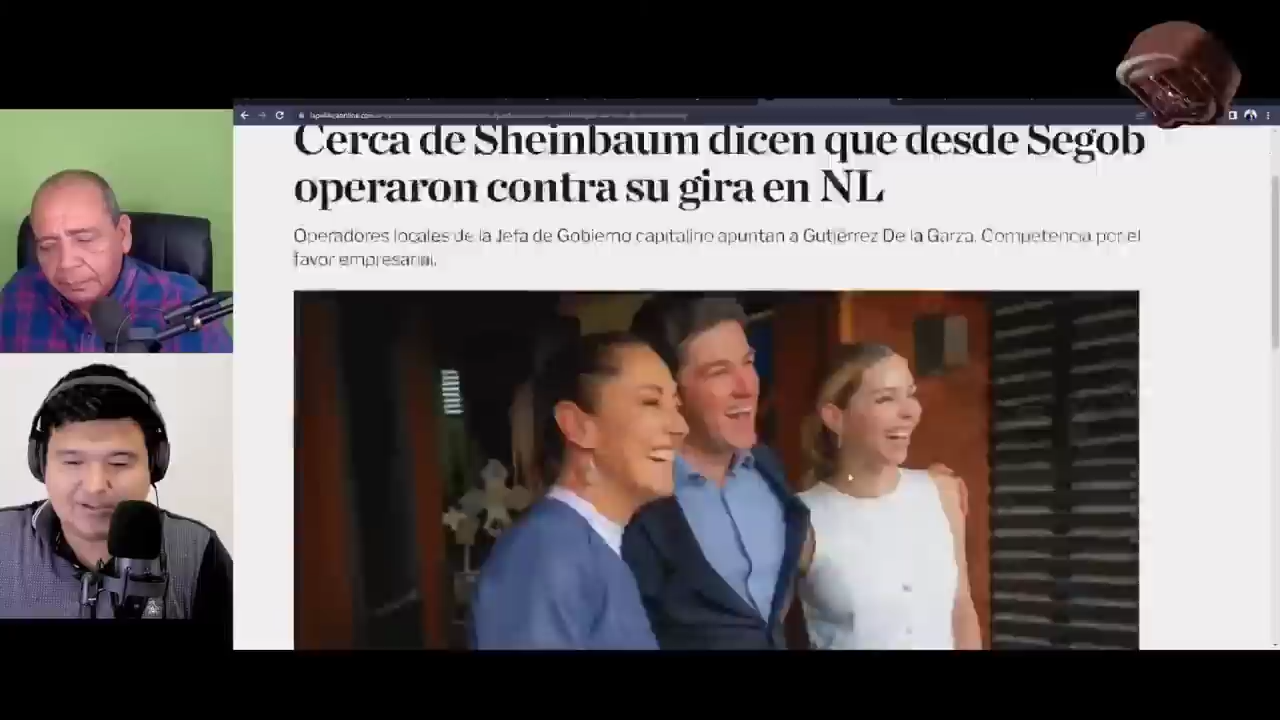 Cerca de Sheinbaum dicen que desde Segob
operaron contra su gira en NL
Operadores locales de la Jefa de Gobierno capitalino apuntan a Gutiérrez De la Garza. Competencia por el
favor empresarial.